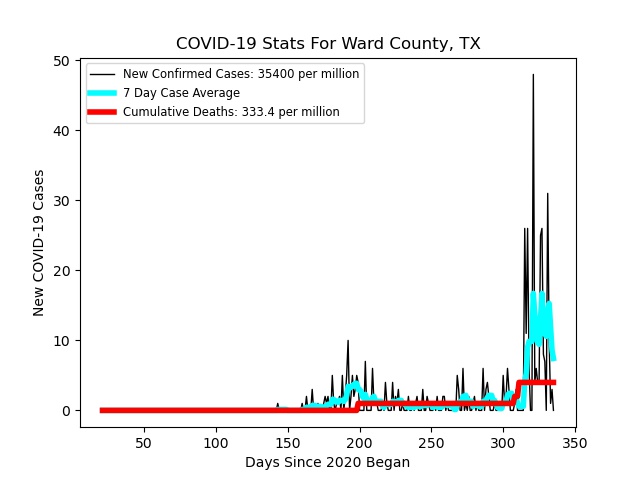 COVID-19 Stats For Ward County, TX
New Confirmed Cases: 35400 per million
7 Day Case Average
Cumulative Deaths: 333.4 per million
New COVID-19 Cases
50
40
30
20
10
0
50 100 150 200 250 300 350
Days Since 2020 Began